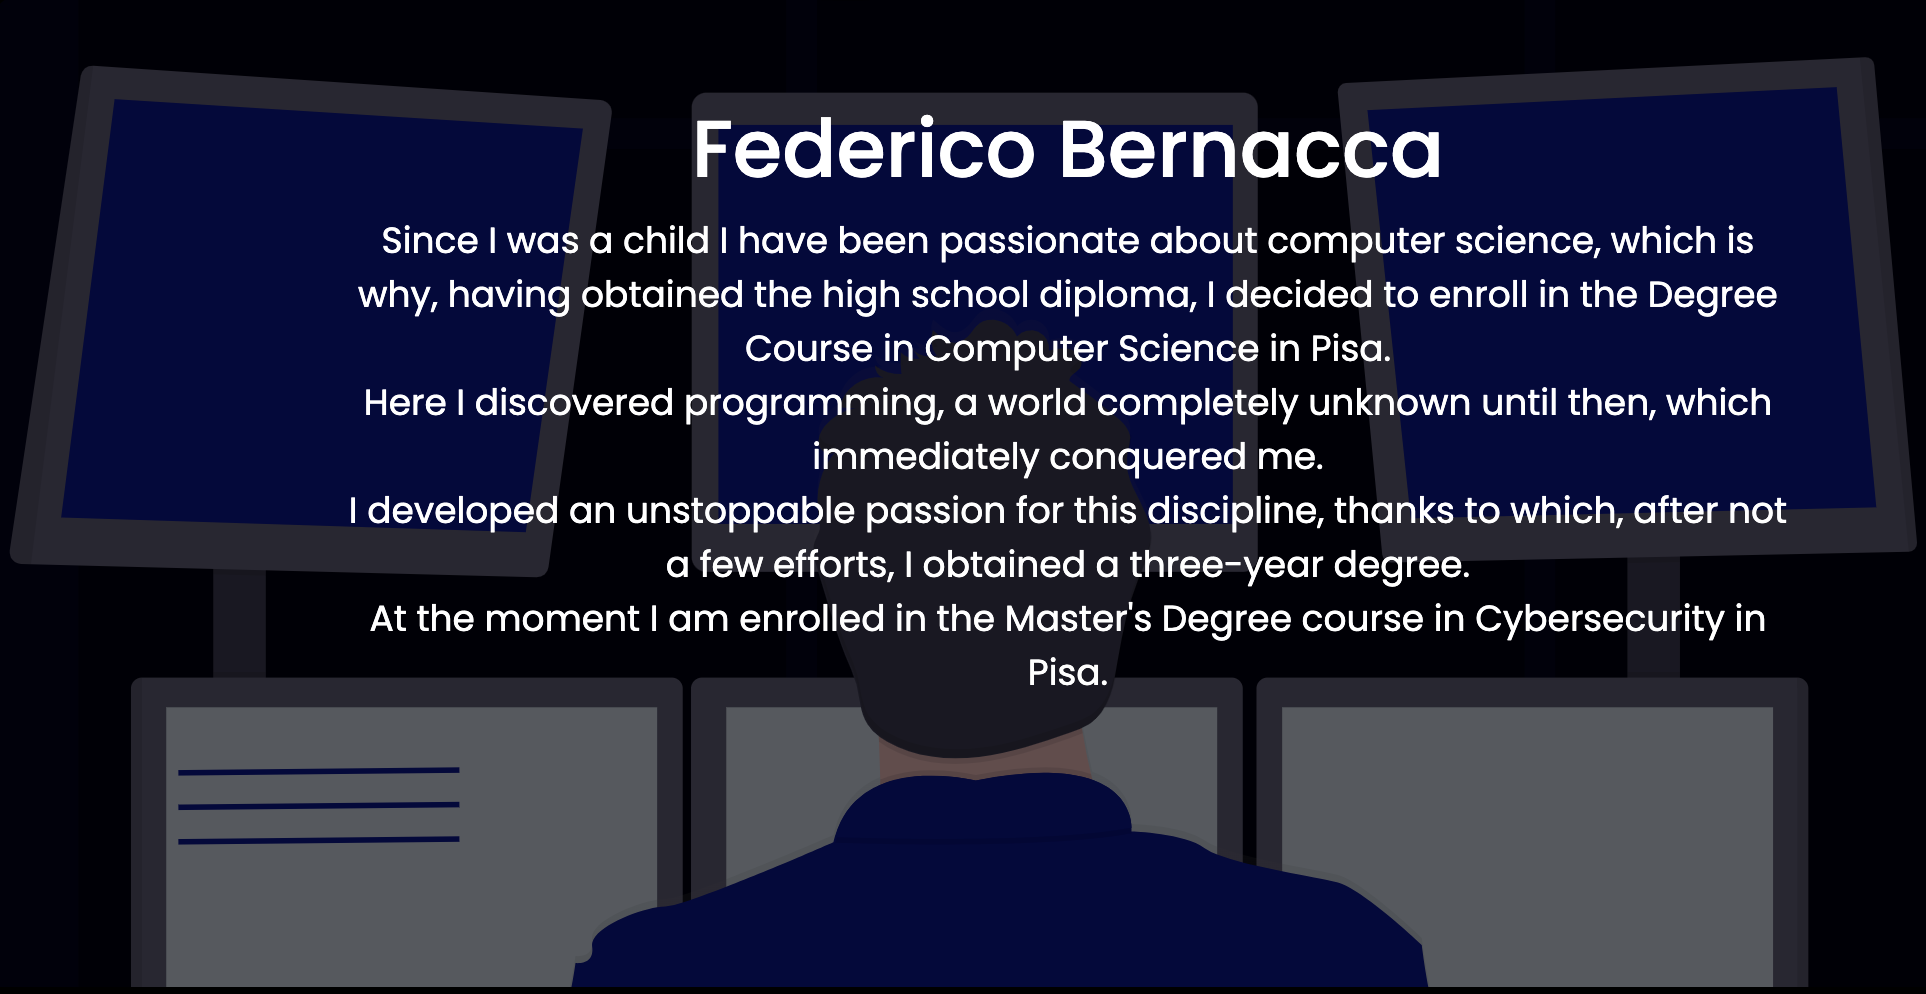 Federico Bernacca
Since I was a child I have been passionate about computer science, which is
why, having obtained the high school diploma, I decided to enroll in the Degree
Course in Computer Science in Pisa.
Here I discovered programming, a world completely unknown until then, which
immediately conquered me.
I developed an unstoppable passion for this discipline, thanks to which, after not
a few efforts, I obtained a three-year degree.
At the moment I am enrolled in the Master's Degree course in Cybersecurity in
Pisa.